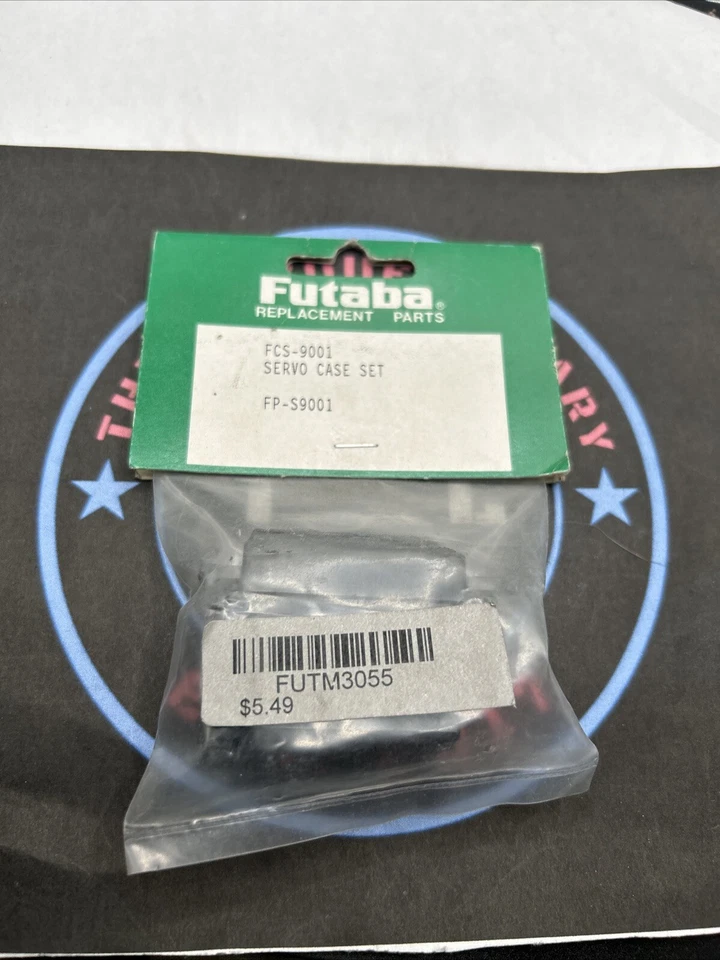 Futaba®
REPLACEMENT PARTS
FCS-9001
SERVO CASE SET
FP-S9001
FUTM3055
$5.49